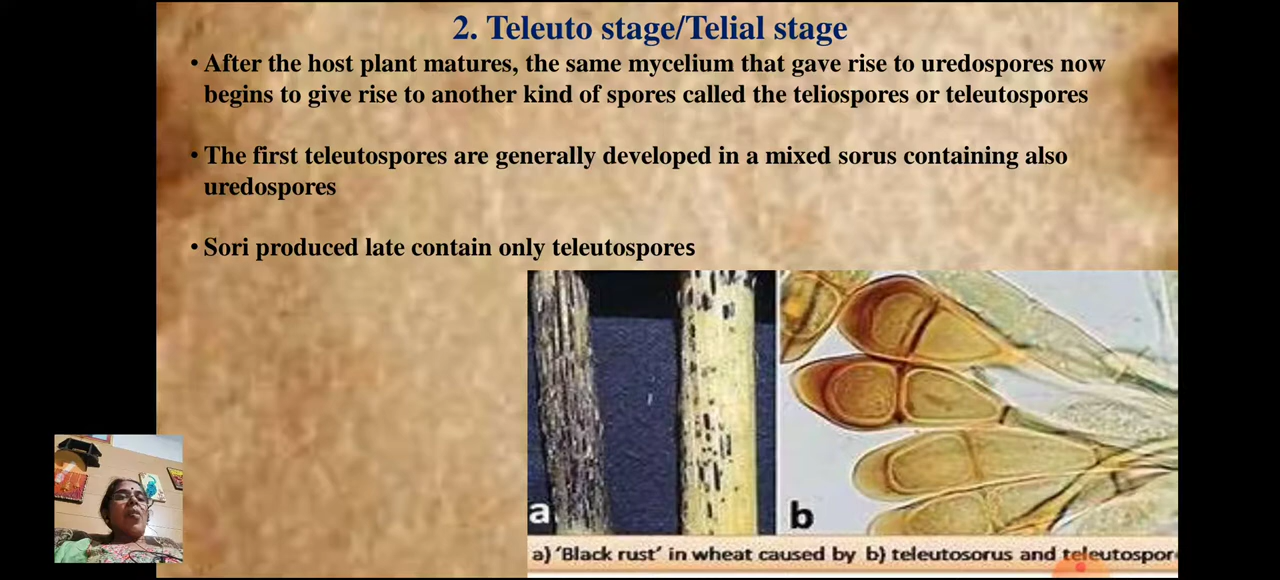 2. Teleuto stage/Telial stage
• After the host plant matures, the same mycelium that gave rise to uredospores now
begins to give rise to another kind of spores called the teliospores or teleutospores
• The first teleutospores are generally developed in a mixed sorus containing also
uredospores
• Sori produced late contain only teleutospores
a
b
a) 'Black rust' in wheat caused by b) teleutosorus and teleutospor